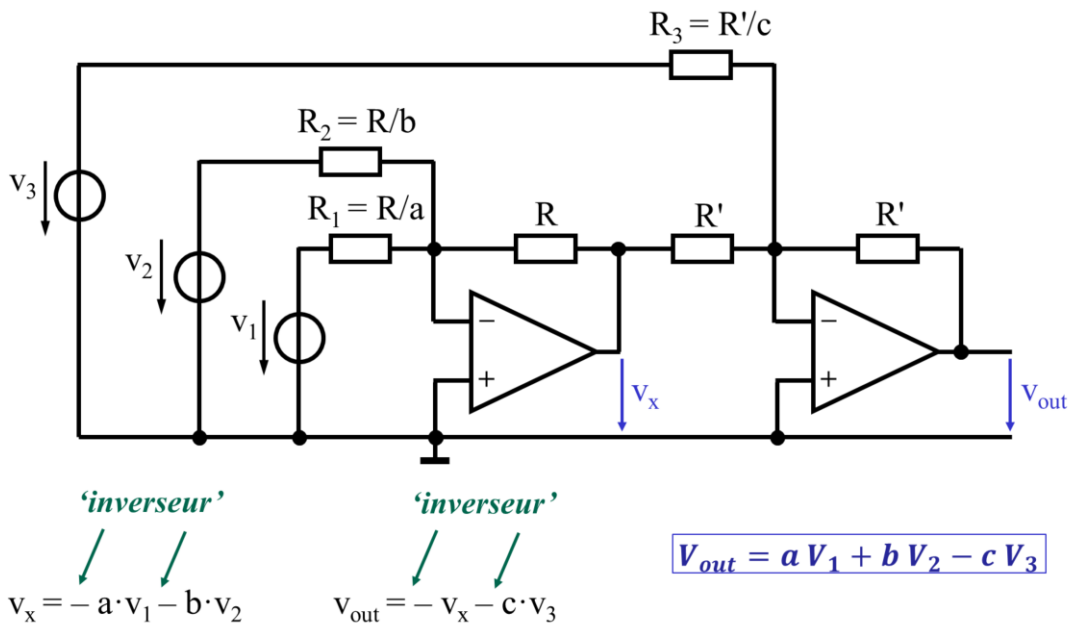 R₃ = R'/c
R₂ = R/b
v₃
R₁ = R/a
R
R'
R'
v₂
v₁
−
+
−
+
vₓ
vₒᵤₜ
‘inverseur’
‘inverseur’
Vₒᵤₜ = a V₁ + b V₂ − c V₃
vₓ = − a·v₁ − b·v₂
vₒᵤₜ = − vₓ − c·v₃